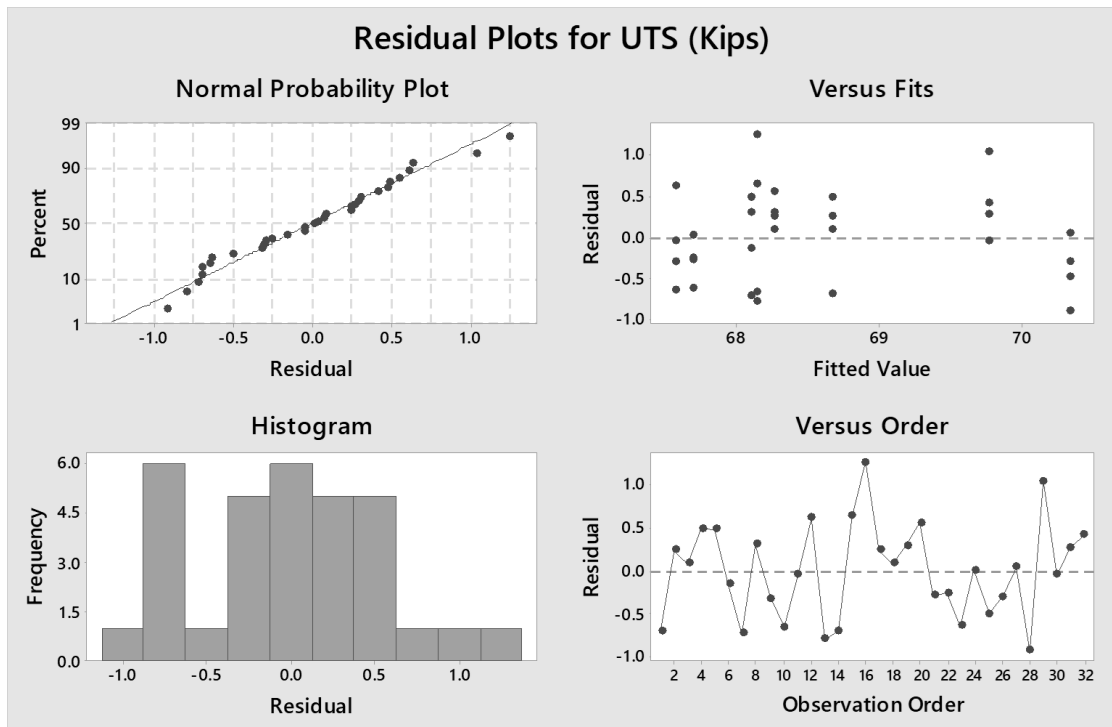 Residual Plots for UTS (Kips)
Normal Probability Plot
99
90
50
10
1
Percent
-1.0 -0.5 0.0 0.5 1.0
Residual
Versus Fits
1.0
0.5
0.0
-0.5
-1.0
Residual
68 69 70
Fitted Value
Histogram
6.0
4.5
3.0
1.5
0.0
Frequency
-1.0 -0.5 0.0 0.5 1.0
Residual
Versus Order
1.0
0.5
0.0
-0.5
-1.0
Residual
2 4 6 8 10 12 14 16 18 20 22 24 26 28 30 32
Observation Order